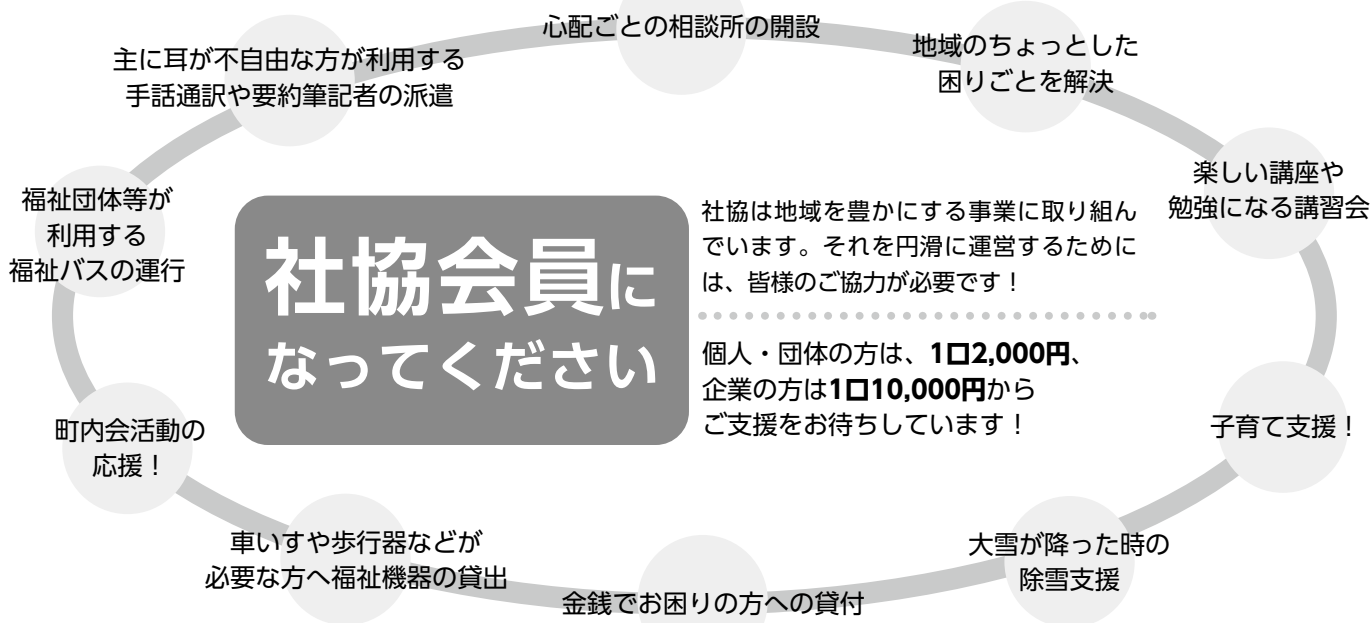 心配ごとの相談所の開設
地域のちょっとした
困りごとを解決
楽しい講座や
勉強になる講習会
子育て支援！
大雪が降った時の
除雪支援
金銭でお困りの方への貸付
車いすや歩行器などが
必要な方へ福祉機器の貸出
町内会活動の
応援！
福祉団体等が
利用する
福祉バスの運行
主に耳が不自由な方が利用する
手話通訳や要約筆記者の派遣
社協会員に
なってください
社協は地域を豊かにする事業に取り組ん
でいます。それを円滑に運営するために
は、皆様のご協力が必要です！
個人・団体の方は、1口2,000円、
企業の方は1口10,000円から
ご支援をお待ちしています！